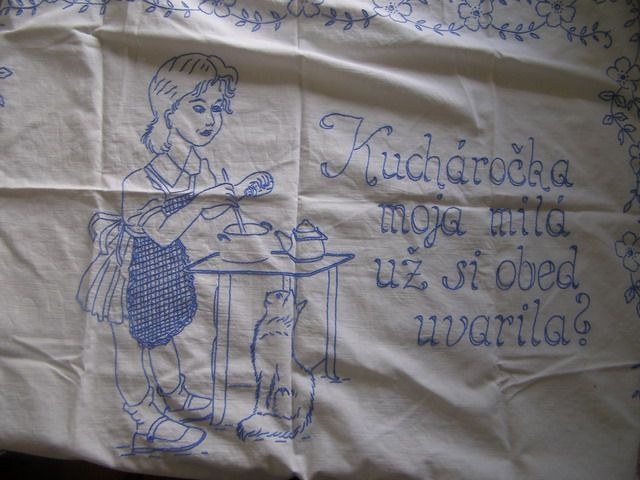 Kucháročka
moja milá
už si obed
uvarila?